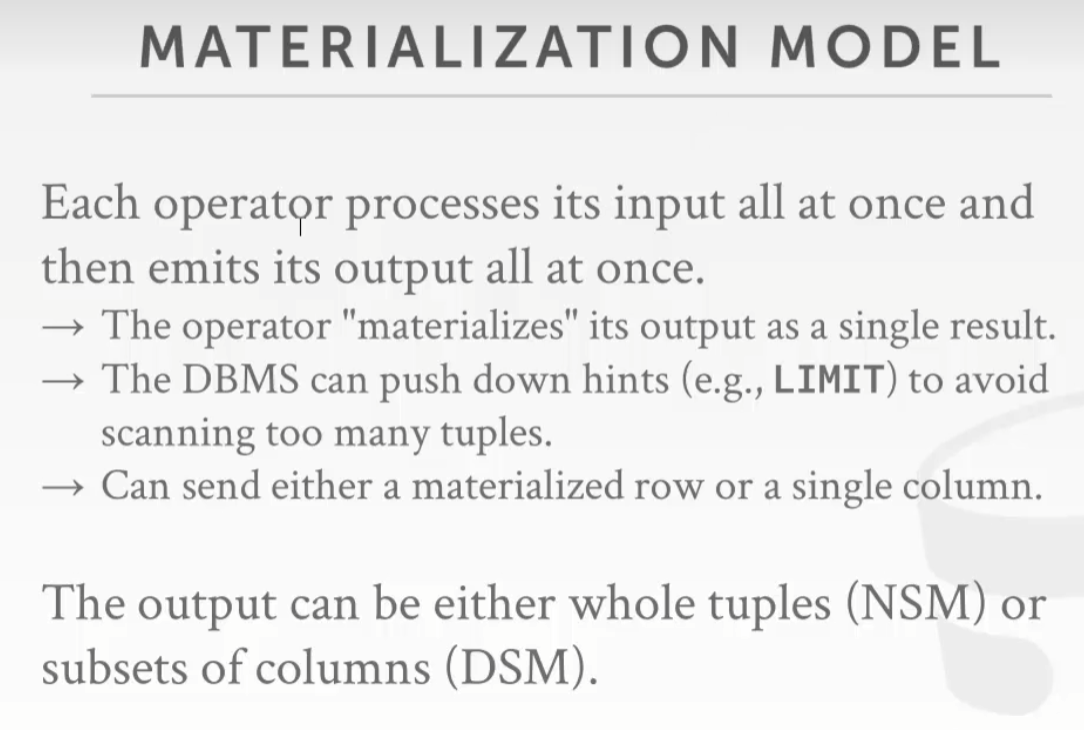 MATERIALIZATION MODEL
Each operator processes its input all at once and
then emits its output all at once.
→ The operator "materializes" its output as a single result.
→ The DBMS can push down hints (e.g., LIMIT) to avoid
scanning too many tuples.
→ Can send either a materialized row or a single column.
The output can be either whole tuples (NSM) or
subsets of columns (DSM).